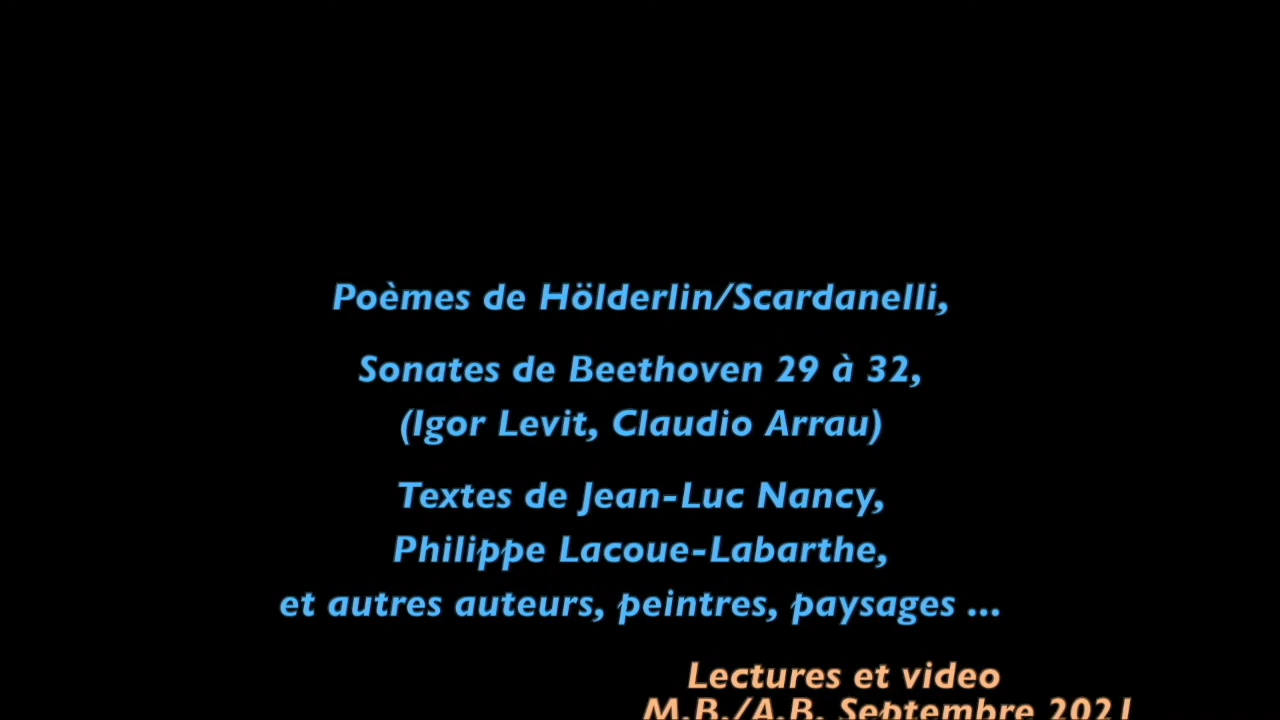 Poèmes de Hölderlin/Scardanelli,
Sonates de Beethoven 29 à 32,
(Igor Levit, Claudio Arrau)
Textes de Jean-Luc Nancy,
Philippe Lacoue-Labarthe,
et autres auteurs, peintres, paysages ...
Lectures et video
M.B./A.B. Septembre 2021